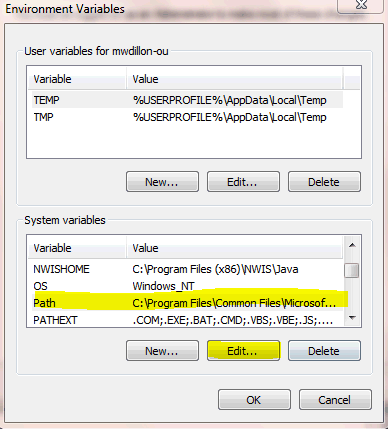 Environment Variables
User variables for mwdillon-ou
Variable Value
TEMP %USERPROFILE%\AppData\Local\Temp
TMP %USERPROFILE%\AppData\Local\Temp
New... Edit... Delete
System variables
Variable Value
NWISHOME C:\Program Files (x86)\NWIS\Java
OS Windows_NT
Path C:\Program Files\Common Files\Microsof...
PATHEXT .COM;.EXE;.BAT;.CMD;.VBS;.VBE;.JS;....
New... Edit... Delete
OK Cancel